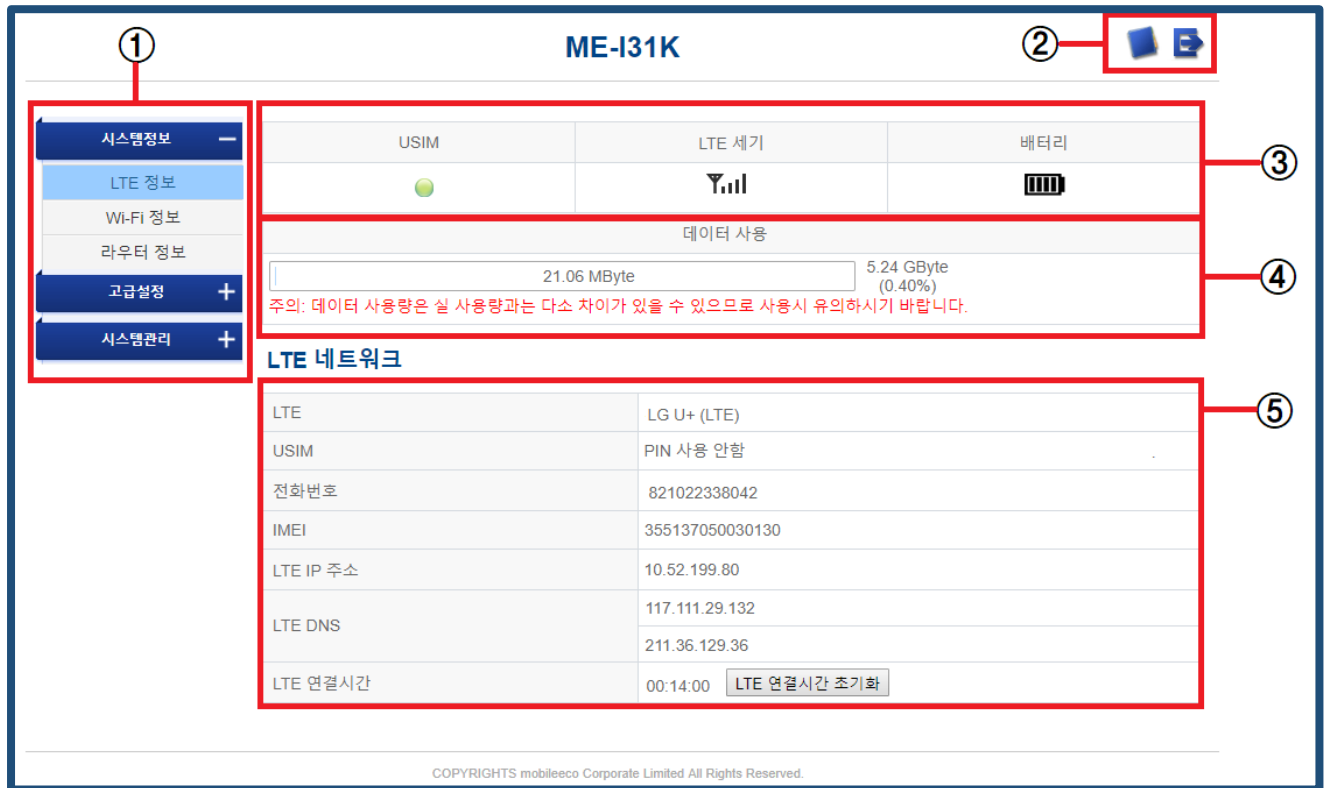 ①
ME-I31K
②
시스템정보
LTE 정보
Wi-Fi 정보
라우터 정보
고급설정
시스템관리
USIM LTE 세기 배터리
③
데이터 사용
21.06 MByte
5.24 GByte
(0.40%)
④
주의: 데이터 사용량은 실 사용량과는 다소 차이가 있을 수 있으므로 사용시 유의하시기 바랍니다.
LTE 네트워크
⑤
LTE LG U+ (LTE)
USIM PIN 사용 안함 .
전화번호 821022338042
IMEI 355137050030130
LTE IP 주소 10.52.199.80
LTE DNS 117.111.29.132
211.36.129.36
LTE 연결시간 00:14:00 LTE 연결시간 초기화
COPYRIGHTS mobileeco Corporate Limited All Rights Reserved.